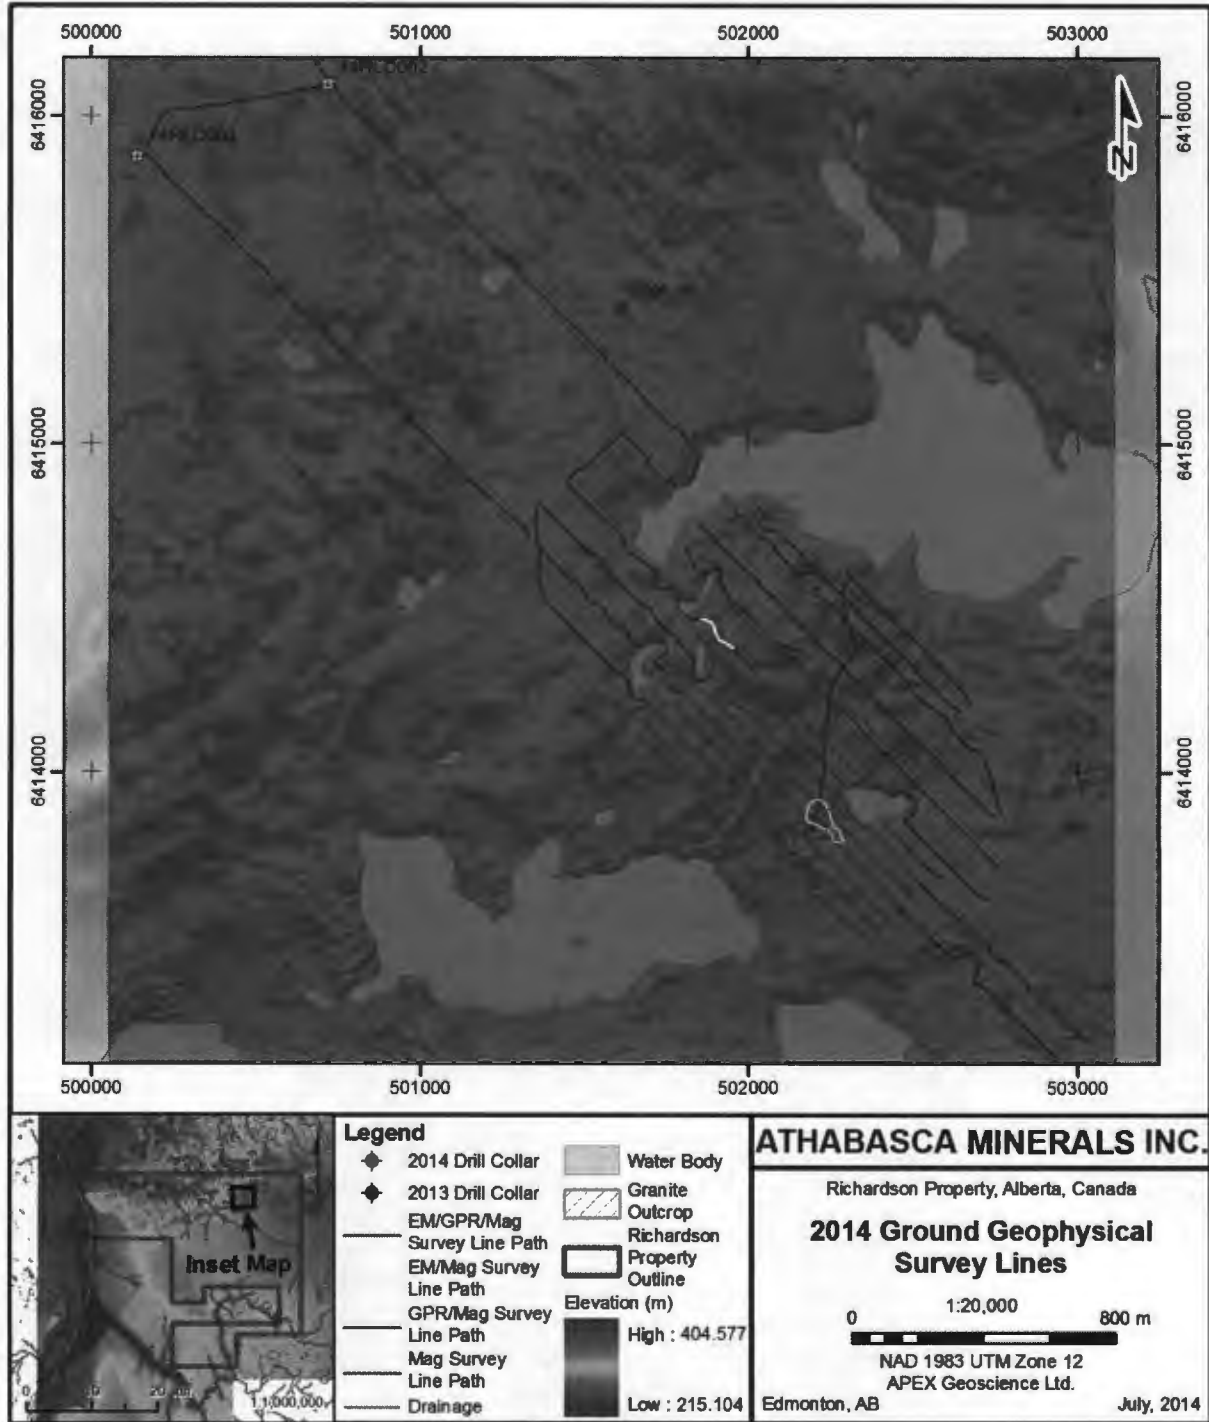 500000 501000 502000 503000
6416000 6416000
N
6415000 6415000
6414000 6414000
500000 501000 502000 503000
Inset Map
1:1,000,000
Legend
2014 Drill Collar
2013 Drill Collar
EM/GPR/Mag
Survey Line Path
EM/Mag Survey
Line Path
GPR/Mag Survey
Line Path
Mag Survey
Line Path
Drainage
Water Body
Granite
Outcrop
Richardson
Property
Outline
Elevation (m)
High : 404.577
Low : 215.104
ATHABASCA MINERALS INC.
Richardson Property, Alberta, Canada
2014 Ground Geophysical
Survey Lines
0 1:20,000 800 m
NAD 1983 UTM Zone 12
APEX Geoscience Ltd.
Edmonton, AB July, 2014